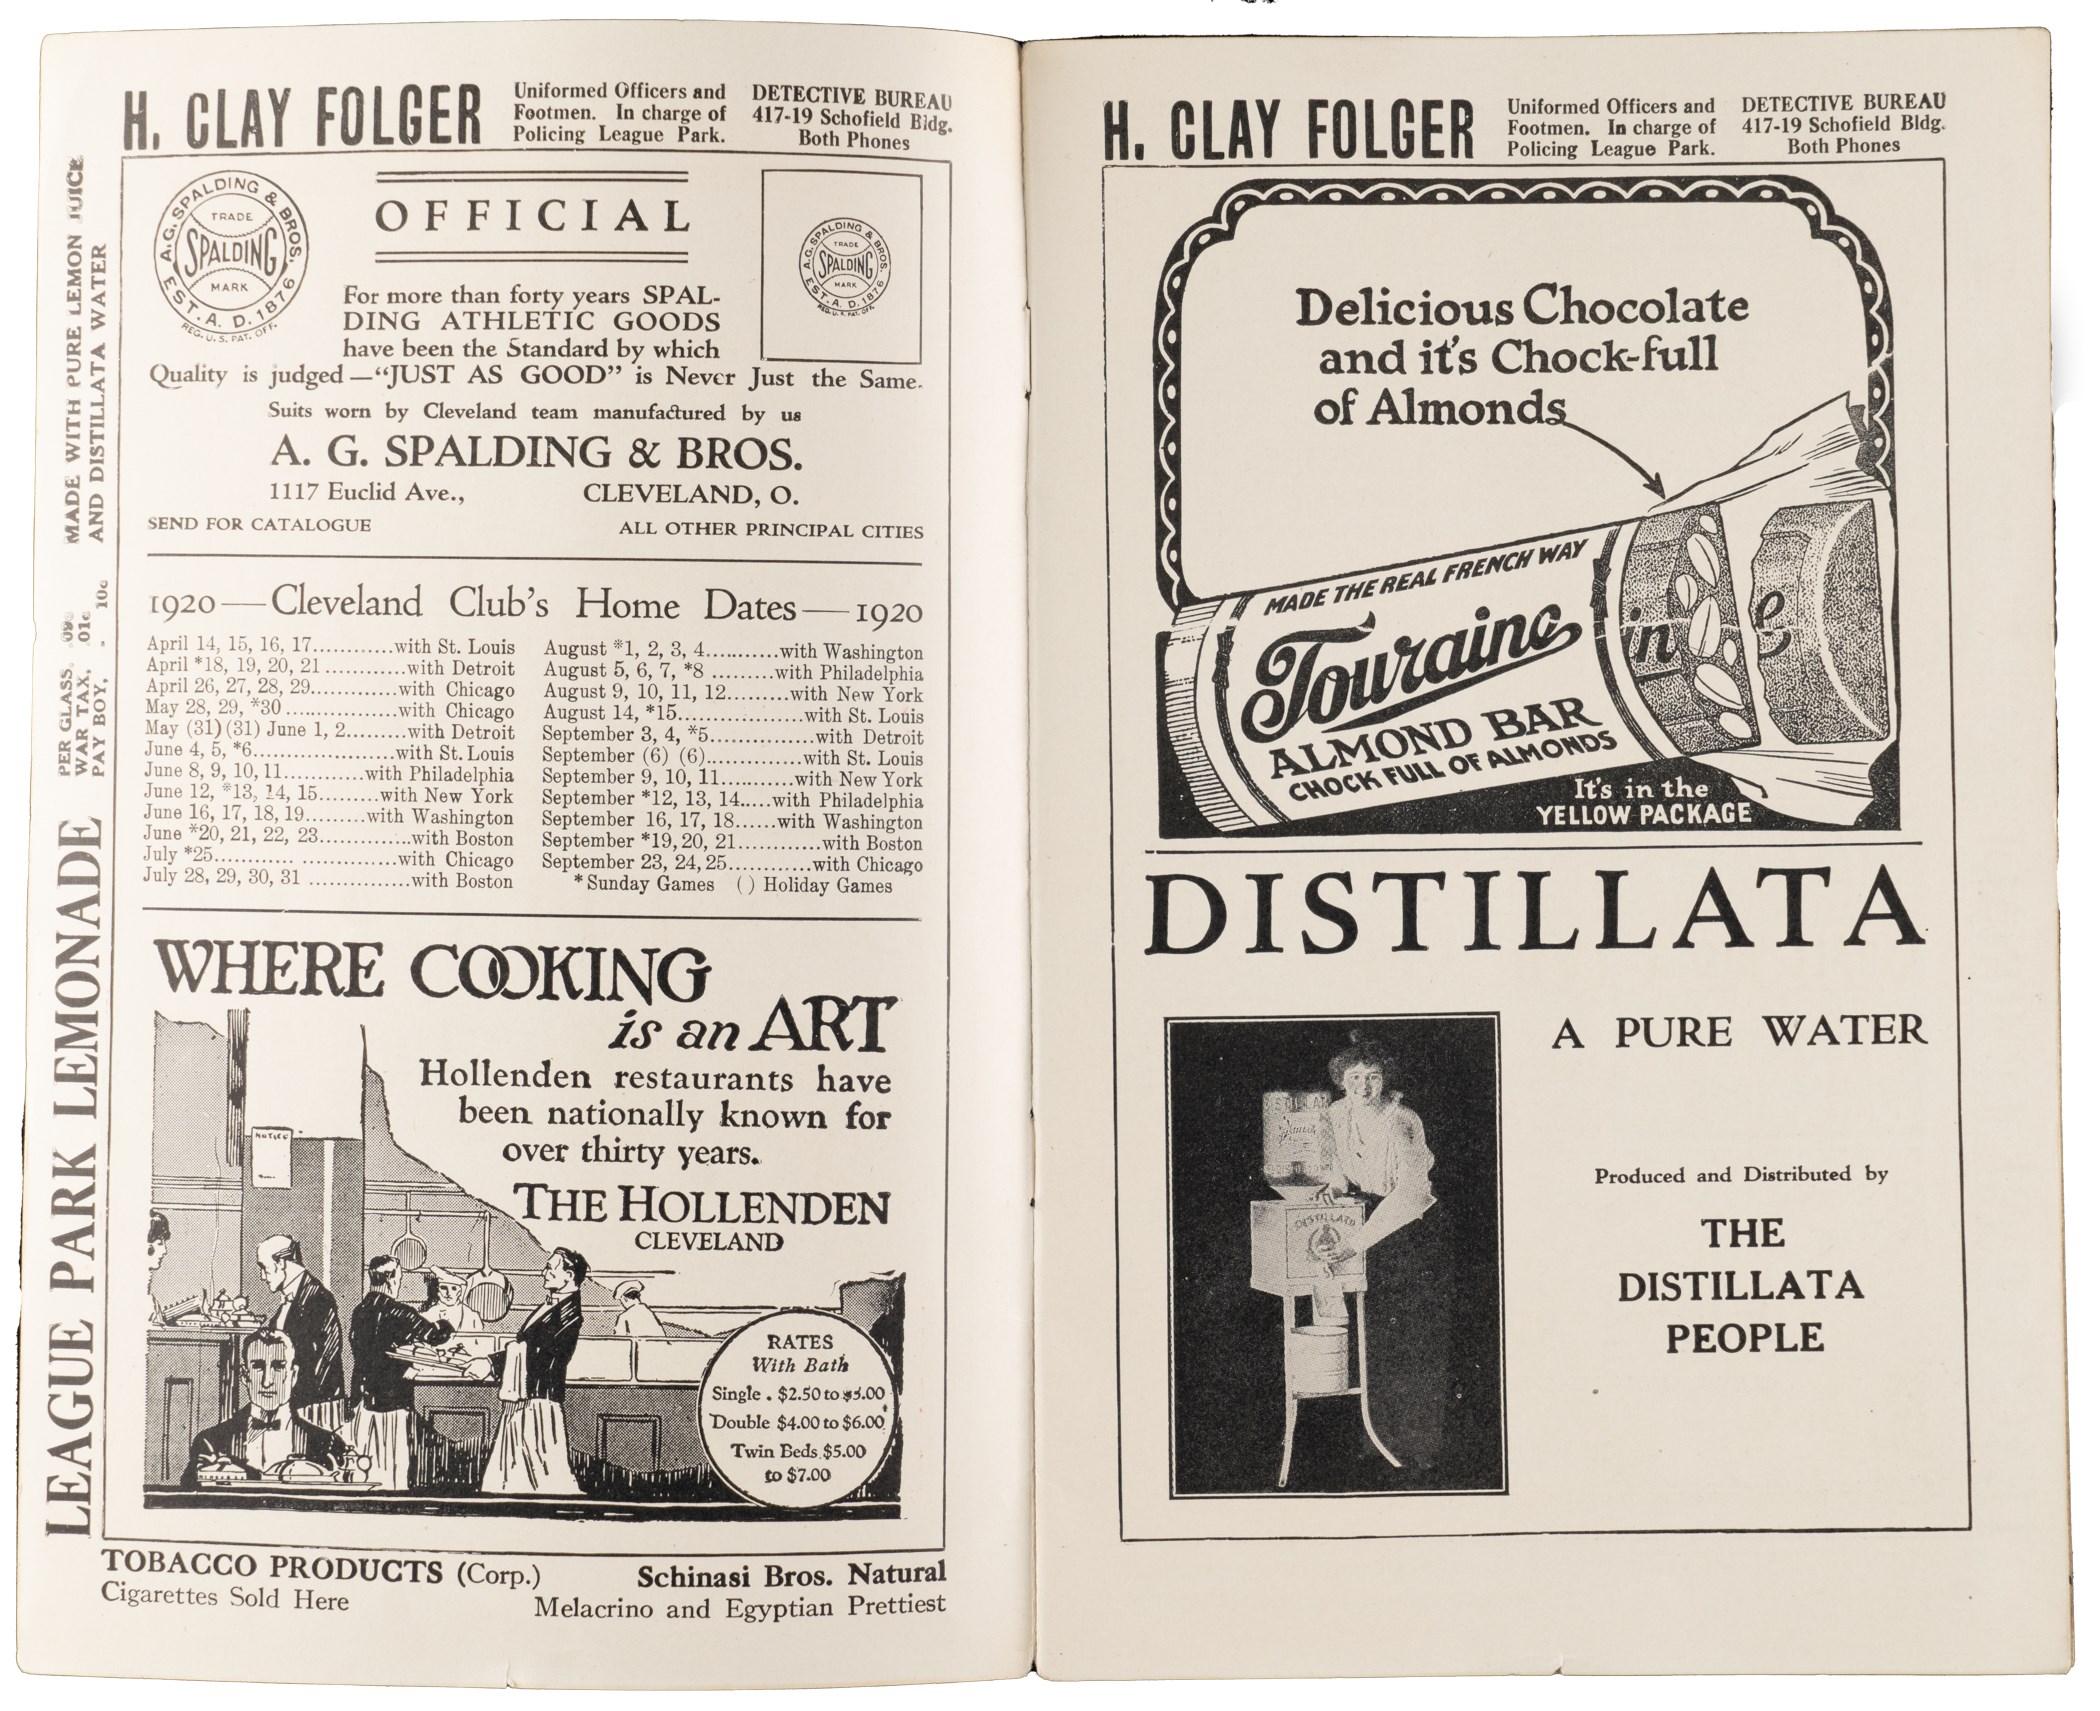 H. CLAY FOLGER
Uniformed Officers and
Footmen. In charge of
Policing League Park.
DETECTIVE BUREAU
417-19 Schofield Bldg.
Both Phones
LEAGUE PARK LEMONADE
PER GLASS. .09c
WAR TAX, .01c
PAY BOY, - 10c
MADE WITH PURE LEMON JUICE
AND DISTILLATA WATER
A.G. SPALDING & BROS.
TRADE
SPALDING
MARK
EST. A. D. 1876
REG. U.S. PAT. OFF.
OFFICIAL
A.G. SPALDING & BROS.
TRADE
SPALDING
MARK
EST. A. D. 1876
REG. U.S. PAT. OFF.
For more than forty years SPAL-
DING ATHLETIC GOODS
have been the Standard by which
Quality is judged—“JUST AS GOOD” is Never Just the Same.
Suits worn by Cleveland team manufactured by us
A. G. SPALDING & BROS.
1117 Euclid Ave., CLEVELAND, O.
SEND FOR CATALOGUE ALL OTHER PRINCIPAL CITIES
1920—Cleveland Club's Home Dates—1920
April 14, 15, 16, 17............with St. Louis
April *18, 19, 20, 21............with Detroit
April 26, 27, 28, 29.............with Chicago
May 28, 29, *30.................with Chicago
May (31) (31) June 1, 2.........with Detroit
June 4, 5, *6......................with St. Louis
June 8, 9, 10, 11............with Philadelphia
June 12, *13, 14, 15.........with New York
June 16, 17, 18, 19.........with Washington
June *20, 21, 22, 23..............with Boston
July *25............ ..............with Chicago
July 28, 29, 30, 31 ...............with Boston
August *1, 2, 3, 4...........with Washington
August 5, 6, 7, *8 .........with Philadelphia
August 9, 10, 11, 12.........with New York
August 14, *15...................with St. Louis
September 3, 4, *5................with Detroit
September (6) (6)..............with St. Louis
September 9, 10, 11...........with New York
September *12, 13, 14.....with Philadelphia
September 16, 17, 18......with Washington
September *19, 20, 21.............with Boston
September 23, 24, 25............with Chicago
* Sunday Games ( ) Holiday Games
WHERE COOKING
is an ART
Hollenden restaurants have
been nationally known for
over thirty years.
THE HOLLENDEN
CLEVELAND
NOTICE
RATES
With Bath
Single . $2.50 to $5.00
Double $4.00 to $6.00
Twin Beds $5.00
to $7.00
TOBACCO PRODUCTS (Corp.)
Cigarettes Sold Here
Schinasi Bros. Natural
Melacrino and Egyptian Prettiest
H. CLAY FOLGER
Uniformed Officers and
Footmen. In charge of
Policing League Park.
DETECTIVE BUREAU
417-19 Schofield Bldg.
Both Phones
Delicious Chocolate
and it's Chock-full
of Almonds
MADE THE REAL FRENCH WAY
Touraine
ALMOND BAR
CHOCK FULL OF ALMONDS
in e
It's in the
YELLOW PACKAGE
DISTILLATA
A PURE WATER
DISTILLATA
Produced and Distributed by
THE
DISTILLATA
PEOPLE